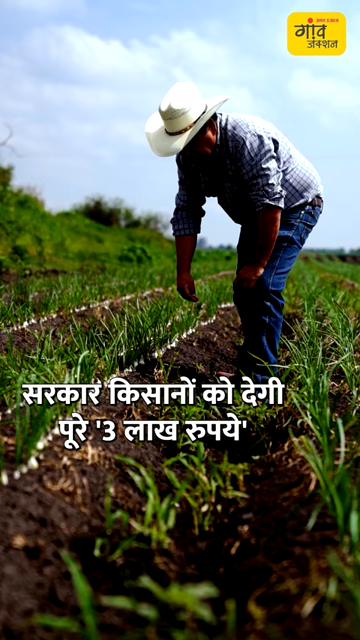 गांव
जंक्शन
सरकार किसानों को देगी
पूरे '3 लाख रुपये'